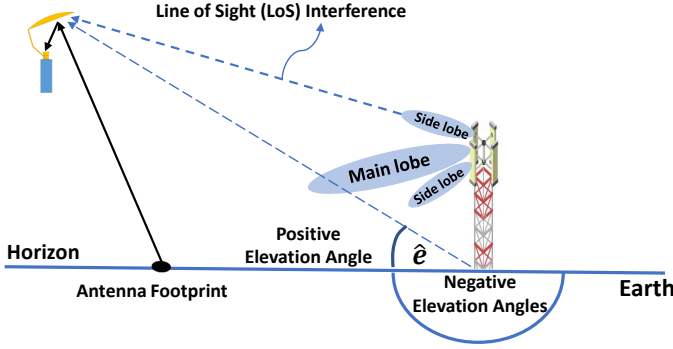 Line of Sight (LoS) Interference
Side lobe
Main lobe
Side lobe
Positive
Elevation Angle
ê
Horizon
Negative
Elevation Angles
Earth
Antenna Footprint